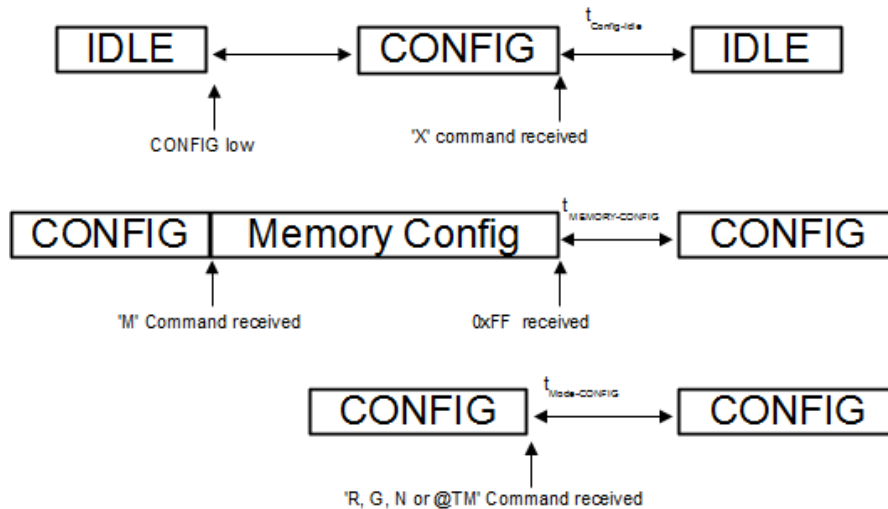 IDLE CONFIG t Config-Idle IDLE
CONFIG low 'X' command received
CONFIG Memory Config t MEMORY-CONFIG CONFIG
'M' Command received 0xFF received
CONFIG t Mode-CONFIG CONFIG
'R, G, N or @TM' Command received